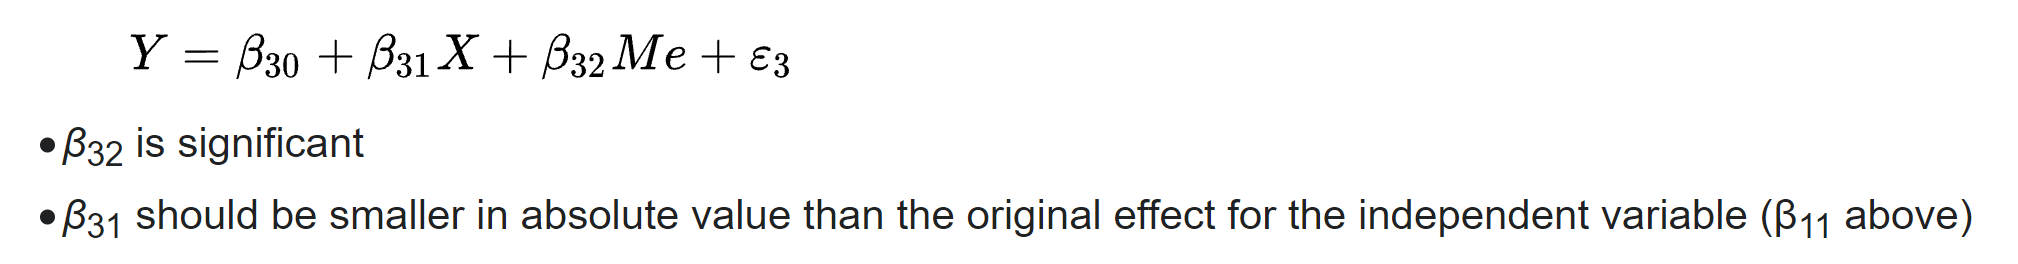 Y = β₃₀ + β₃₁X + β₃₂Me + ε₃
•β₃₂ is significant
•β₃₁ should be smaller in absolute value than the original effect for the independent variable (β₁₁ above)